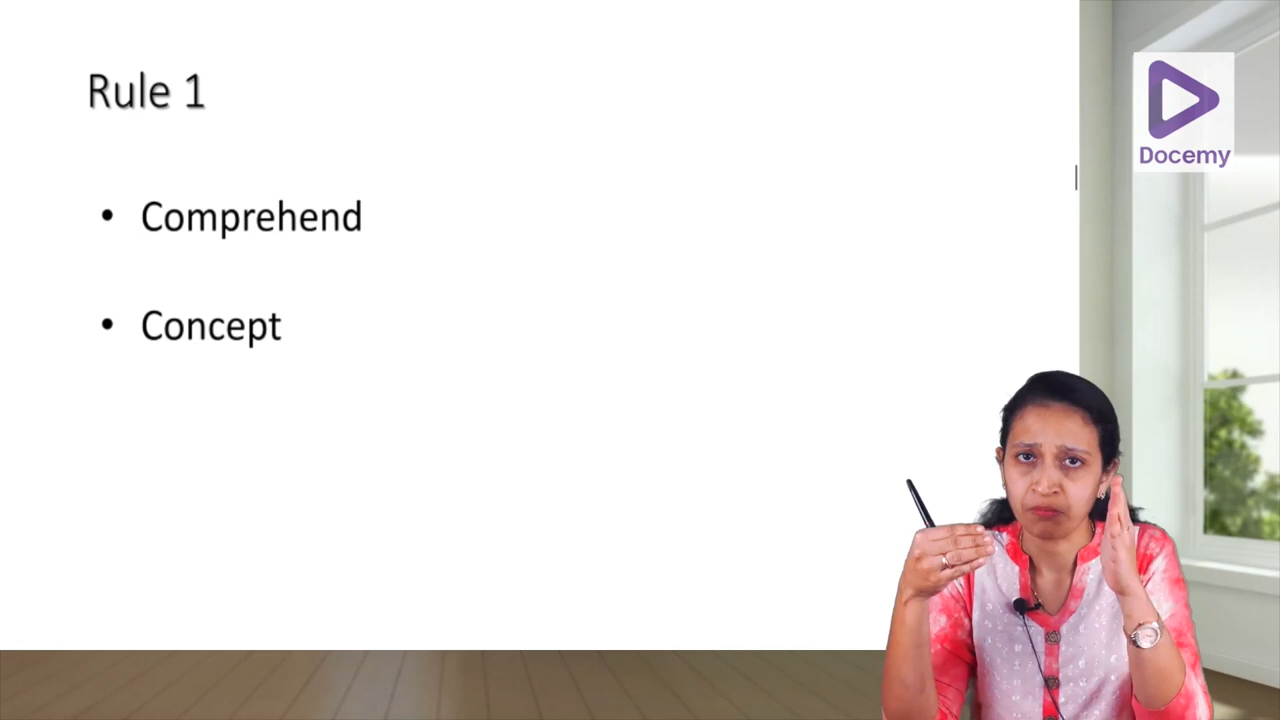 Rule 1
• Comprehend
• Concept
Docemy